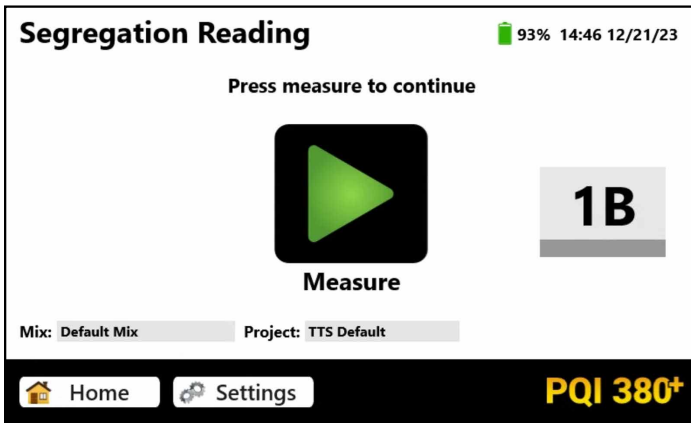 Segregation Reading
93% 14:46 12/21/23
Press measure to continue
1B
Measure
Mix: Default Mix Project: TTS Default
Home Settings PQI 380+